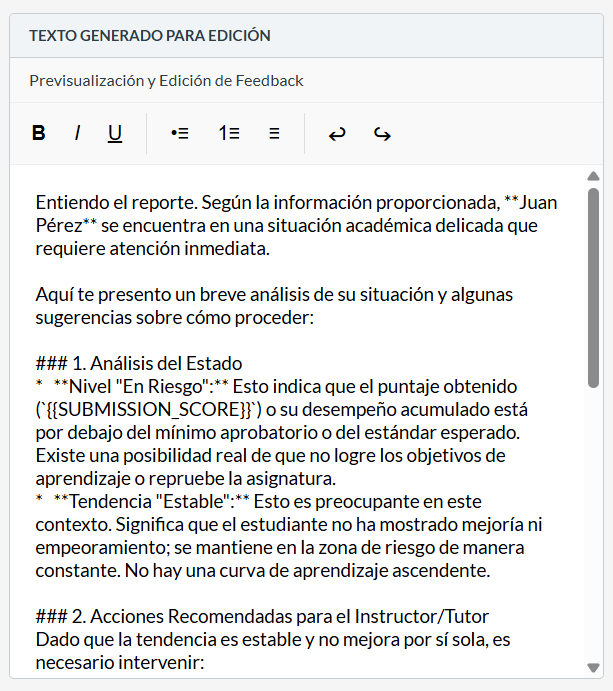 TEXTO GENERADO PARA EDICIÓN
Previsualización y Edición de Feedback
B I U
Entiendo el reporte. Según la información proporcionada, **Juan
Pérez** se encuentra en una situación académica delicada que
requiere atención inmediata.
Aquí te presento un breve análisis de su situación y algunas
sugerencias sobre cómo proceder:
### 1. Análisis del Estado
*   **Nivel "En Riesgo":** Esto indica que el puntaje obtenido
(`{{SUBMISSION_SCORE}}`) o su desempeño acumulado está
por debajo del mínimo aprobatorio o del estándar esperado.
Existe una posibilidad real de que no logre los objetivos de
aprendizaje o repruebe la asignatura.
*   **Tendencia "Estable":** Esto es preocupante en este
contexto. Significa que el estudiante no ha mostrado mejoría ni
empeoramiento; se mantiene en la zona de riesgo de manera
constante. No hay una curva de aprendizaje ascendente.
### 2. Acciones Recomendadas para el Instructor/Tutor
Dado que la tendencia es estable y no mejora por sí sola, es
necesario intervenir: